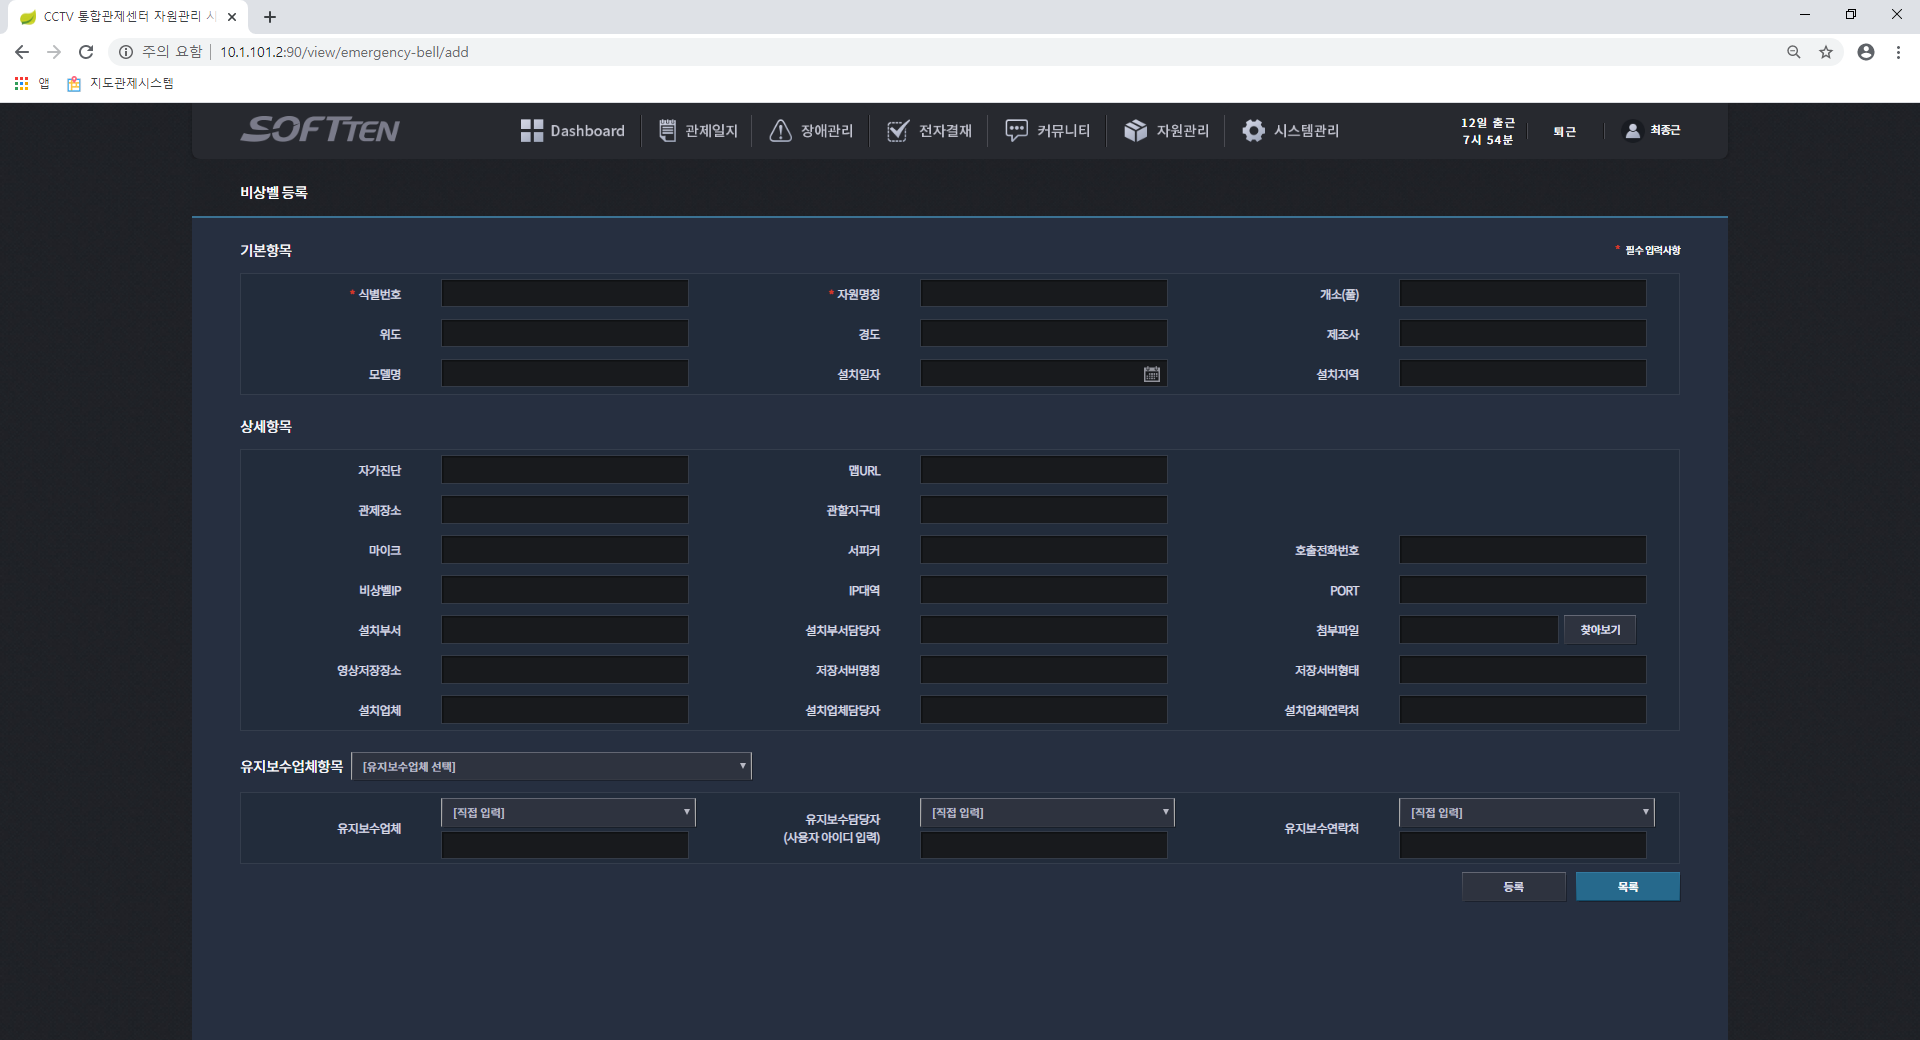 CCTV 통합관제센터 자원관리 시
주의 요함 10.1.101.2:90/view/emergency-bell/add
앱 지도관제시스템
SOFTTEN Dashboard 관제일지 장애관리 전자결재 커뮤니티 자원관리 시스템관리 12일 출근 퇴근 최종근
7시 54분
비상벨 등록
기본항목 * 필수 입력사항
* 식별번호 * 자원명칭 개소(폴)
위도 경도 제조사
모델명 설치일자 설치지역
상세항목
자가진단 맵URL
관제장소 관할지구대
마이크 서피커 호출전화번호
비상벨IP IP대역 PORT
설치부서 설치부서담당자 첨부파일 찾아보기
영상저장장소 저장서버명칭 저장서버형태
설치업체 설치업체담당자 설치업체연락처
유지보수업체항목 [유지보수업체 선택]
유지보수업체 [직접 입력] 유지보수담당자 [직접 입력] 유지보수연락처 [직접 입력]
(사용자 아이디 입력)
등록 목록